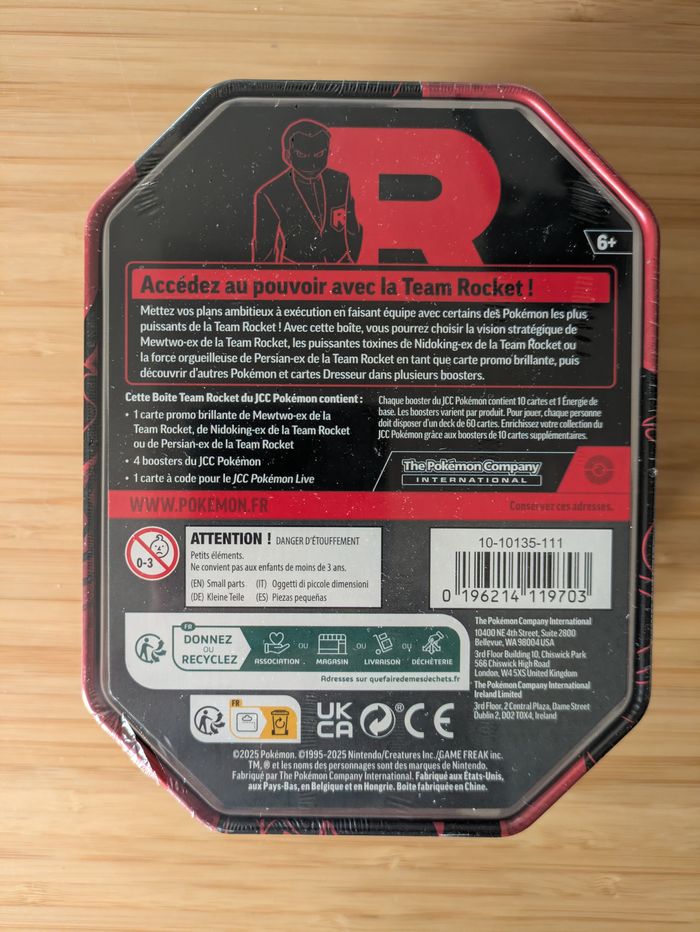 R
R
6+
Accédez au pouvoir avec la Team Rocket !
Mettez vos plans ambitieux à exécution en faisant équipe avec certains des Pokémon les plus
puissants de la Team Rocket ! Avec cette boîte, vous pourrez choisir la vision stratégique de
Mewtwo-ex de la Team Rocket, les puissantes toxines de Nidoking-ex de la Team Rocket ou
la force orgueilleuse de Persian-ex de la Team Rocket en tant que carte promo brillante, puis
découvrir d'autres Pokémon et cartes Dresseur dans plusieurs boosters.
Cette Boîte Team Rocket du JCC Pokémon contient :
• 1 carte promo brillante de Mewtwo-ex de la
Team Rocket, de Nidoking-ex de la Team Rocket
ou de Persian-ex de la Team Rocket
• 4 boosters du JCC Pokémon
• 1 carte à code pour le JCC Pokémon Live
Chaque booster du JCC Pokémon contient 10 cartes et 1 Énergie de
base. Les boosters varient par produit. Pour jouer, chaque personne
doit disposer d'un deck de 60 cartes. Enrichissez votre collection du
JCC Pokémon grâce aux boosters de 10 cartes supplémentaires.
The Pokémon Company
INTERNATIONAL
WWW.POKEMON.FR
Conservez ces adresses.
0-3
ATTENTION ! DANGER D'ÉTOUFFEMENT
Petits éléments.
Ne convient pas aux enfants de moins de 3 ans.
(EN) Small parts (IT) Oggetti di piccole dimensioni
(DE) Kleine Teile (ES) Piezas pequeñas
10-10135-111
0 196214 119703
FR
DONNEZ
OU
RECYCLEZ
ASSOCIATION
OU
MAGASIN
OU
LIVRAISON
OU
DÉCHÈTERIE
Adresses sur quefairedemesdechets.fr
The Pokémon Company International
10400 NE 4th Street, Suite 2800
Bellevue, WA 98004 USA
3rd Floor Building 10, Chiswick Park
566 Chiswick High Road
London, W4 5XS United Kingdom
The Pokémon Company International
Ireland Limited
3rd Floor, 2 Central Plaza, Dame Street
Dublin 2, D02 T0X4, Ireland
FR
UK
CA
®
CE
©2025 Pokémon. ©1995-2025 Nintendo/Creatures Inc./GAME FREAK inc.
TM, ® et les noms des personnages sont des marques de Nintendo.
Fabriqué par The Pokémon Company International. Fabriqué aux États-Unis,
aux Pays-Bas, en Belgique et en Hongrie. Boîte fabriquée en Chine.